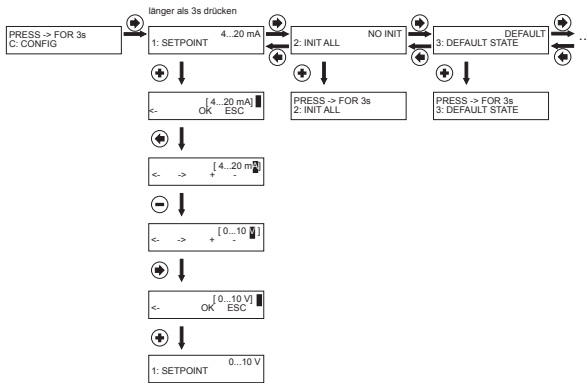 länger als 3s drücken
PRESS -> FOR 3s
C: CONFIG
4...20 mA
1: SETPOINT
NO INIT
2: INIT ALL
DEFAULT
3: DEFAULT STATE
...
PRESS -> FOR 3s
2: INIT ALL
PRESS -> FOR 3s
3: DEFAULT STATE
[ 4...20 mA]
<- OK ESC
[ 4...20 mA]
<- -> + -
[ 0...10 V ]
<- -> + -
[ 0...10 V]
<- OK ESC
0...10 V
1: SETPOINT